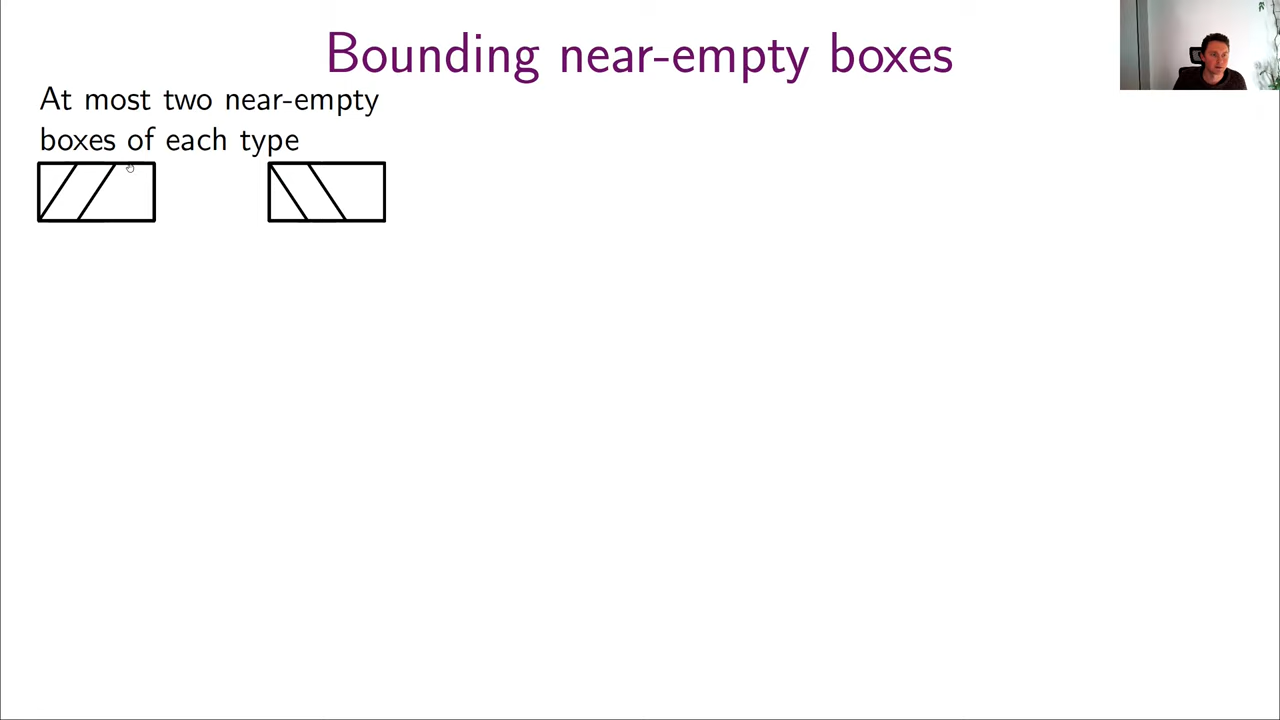 Bounding near-empty boxes
At most two near-empty
boxes of each type